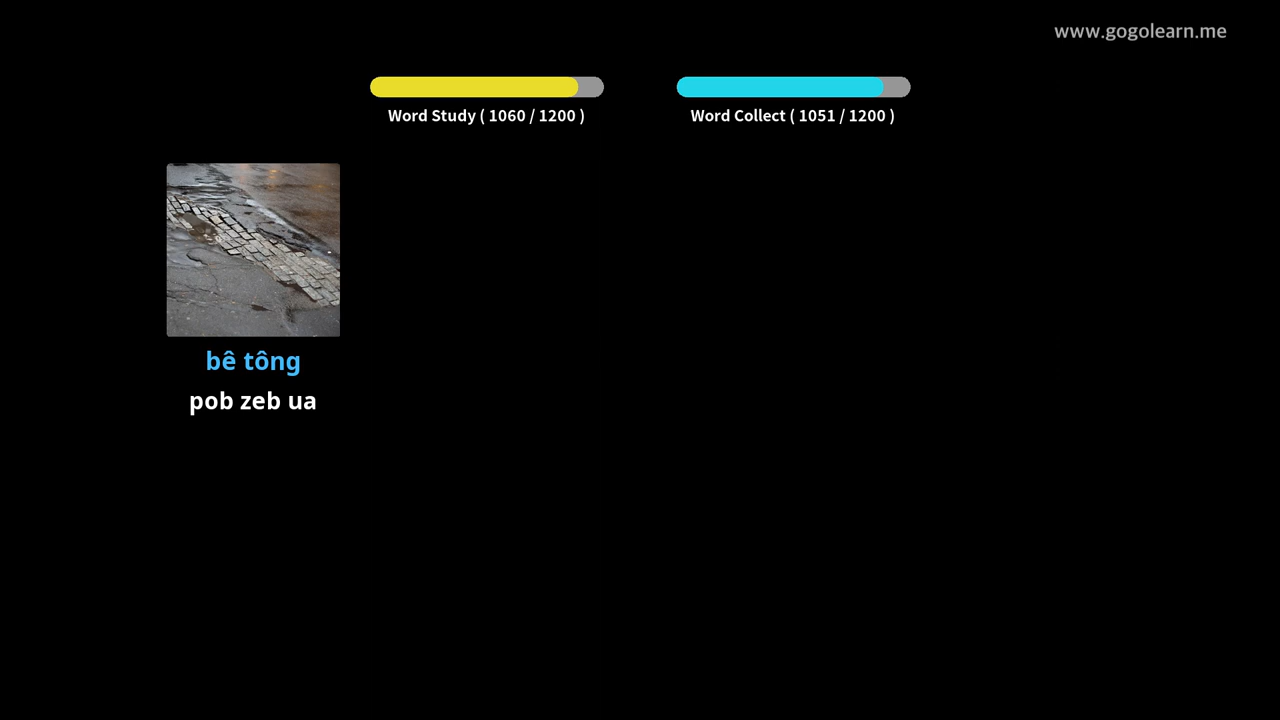 www.gogolearn.me
Word Study ( 1060 / 1200 )
Word Collect ( 1051 / 1200 )
bê tông
pob zeb ua